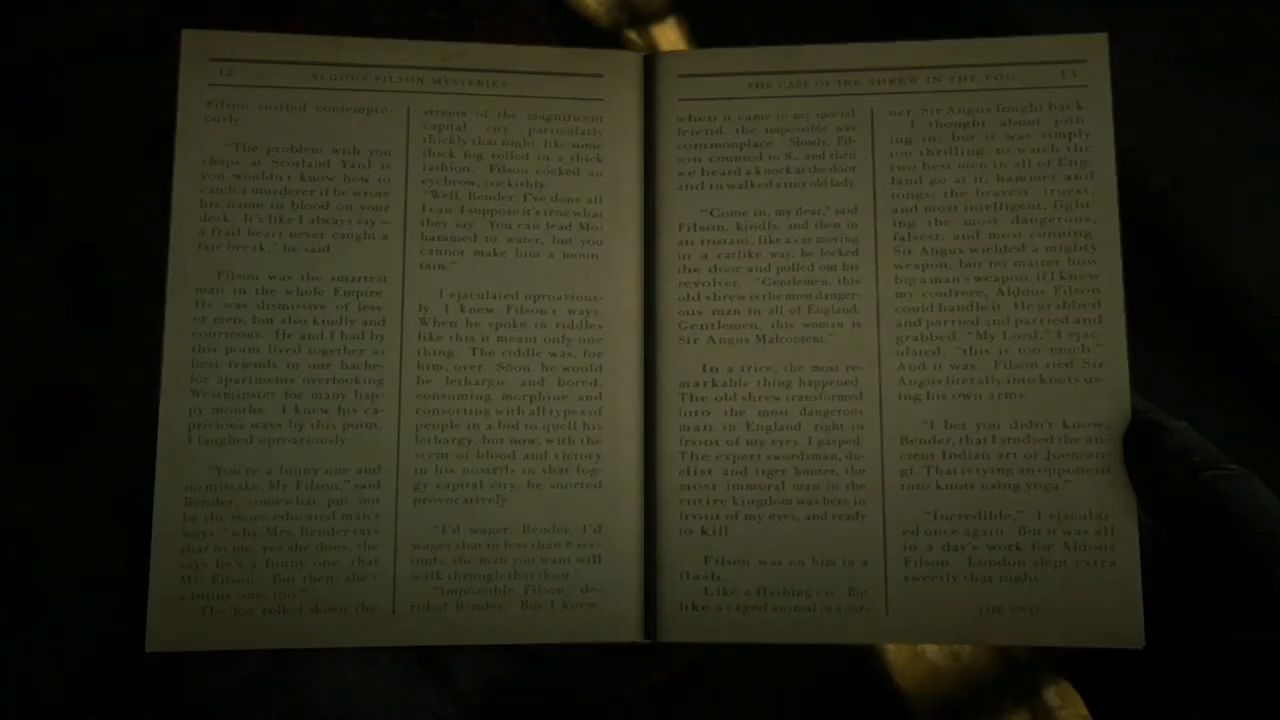 12
ALDOUS FILSON MYSTERIES
Filson sniffed contemptu-
ously.
"The problem with you
chaps at Scotland Yard is
you wouldn't know how to
catch a murderer if he wrote
his name in blood on your
desk. It's like I always say –
a frail heart never caught a
fair break," he said.
Filson was the smartest
man in the whole Empire.
He was dismissive of less-
er men, but also kindly and
courteous. He and I had by
this point lived together as
best friends in our bache-
lor apartments overlooking
Westminster for many hap-
py months. I knew his ca-
pricious ways by this point.
I laughed uproariously.
"You're a funny one and
no mistake, Mr Filson," said
Bender, somewhat put out
by the more educated man's
ways, "why, Mrs. Bender says
that to me, yes she does, she
says he's a funny one, that
Mr. Filson. But then, she's
a funny one, too."
The fog rolled down the
streets of the magnificent
capital city particularly
thickly that night, like some
thick fog rolled in a thick
fashion. Filson cocked an
eyebrow, cockishly.
"Well, Bender, I've done all
I can. I suppose it's true what
they say. You can lead Mo-
hammed to water, but you
cannot make him a moun-
tain."
I ejaculated uproarious-
ly. I knew Filson's ways.
When he spoke in riddles
like this it meant only one
thing. The riddle was, for
him, over. Soon, he would
be lethargic and bored,
consuming morphine and
consorting with all types of
people in a bid to quell his
lethargy, but now, with the
scent of blood and victory
in his nostrils in that fog-
gy capital city, he snorted
provocatively.
"I'd wager, Bender, I'd
wager that in less than 8 sec-
onds, the man you want will
walk through that door."
"Impossible, Filson," de-
rided Bender. But I knew
THE CASE OF THE SHREW IN THE FOG
13
when it came to my special
friend, the impossible was
commonplace. Slowly, Fil-
son counted to 8, and then
we heard a knock at the door
and in walked a tiny old lady.
"Come in, my dear," said
Filson, kindly, and then in
an instant, like a cat moving
in a catlike way, he locked
the door and pulled out his
revolver. "Gentlemen, this
old shrew is the most danger-
ous man in all of England.
Gentlemen, this woman is
Sir Angus Malcontent."
In a trice, the most re-
markable thing happened.
The old shrew transformed
into the most dangerous
man in England, right in
front of my eyes. I gasped.
The expert swordsman, du-
elist and tiger hunter, the
most immoral man in the
entire kingdom was here in
front of my eyes, and ready
to kill.
Filson was on him in a
flash.
Like a flashing cat. But
like a caged animal in a cor-
ner, Sir Angus fought back.
I thought about join-
ing in, but it was simply
too thrilling, to watch the
two best men in all of Eng-
land go at it, hammer and
tongs; the bravest, truest,
and most intelligent, fight-
ing the most dangerous,
falsest, and most cunning.
Sir Angus wielded a mighty
weapon, but no matter how
big a man's weapon, if I knew
my confrere, Aldous Filson
could handle it. He grabbed
and parried and parried and
grabbed. "My Lord," I ejac-
ulated, "this is too much."
And it was. Filson tied Sir
Angus literally into knots us-
ing his own arms.
"I bet you didn't know,
Bender, that I studied the an-
cient Indian art of Jooman-
gi. That is tying an opponent
into knots using yoga."
"Incredible," I ejaculat-
ed once again. But it was all
in a day's work for Aldous
Filson. London slept extra
sweetly that night.
THE END